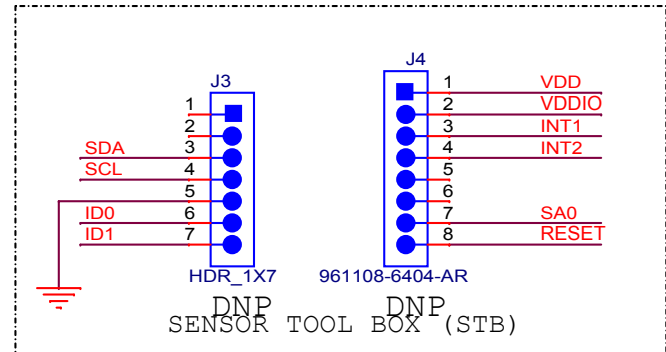 J3
1
2
SDA 3
SCL 4
5
ID0 6
ID1 7
HDR_1X7
DNP
J4
1 VDD
2 VDDIO
3 INT1
4 INT2
5
6
7 SA0
8 RESET
961108-6404-AR
DNP
SENSOR TOOL BOX (STB)